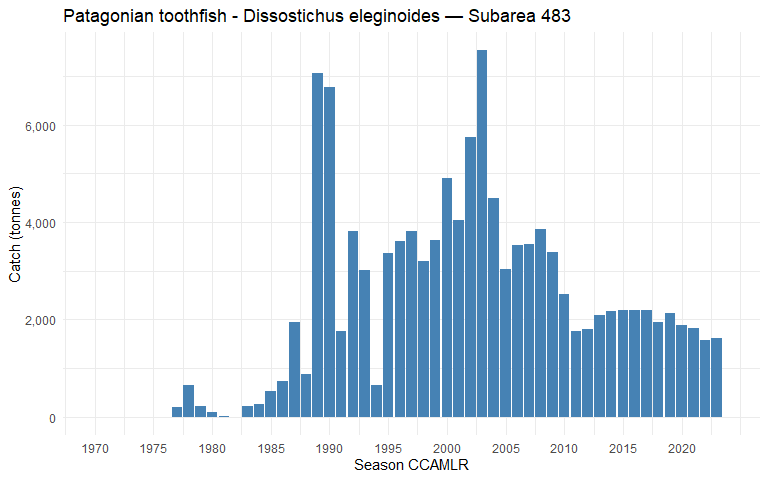 Patagonian toothfish - Dissostichus eleginoides — Subarea 483
Catch (tonnes)
6,000
4,000
2,000
0
1970 1975 1980 1985 1990 1995 2000 2005 2010 2015 2020
Season CCAMLR